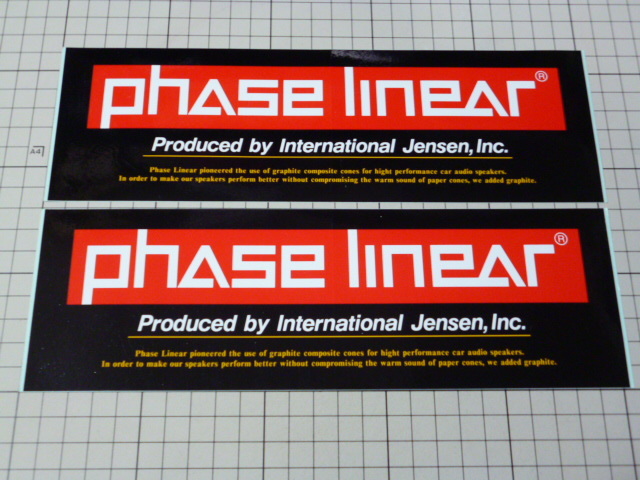 phase linear®
Produced by International Jensen, Inc.
Phase Linear pioneered the use of graphite composite cones for hight performance car audio speakers.
In order to make our speakers perform better without compromising the warm sound of paper cones, we added graphite.
A4
phase linear®
Produced by International Jensen, Inc.
Phase Linear pioneered the use of graphite composite cones for hight performance car audio speakers.
In order to make our speakers perform better without compromising the warm sound of paper cones, we added graphite.